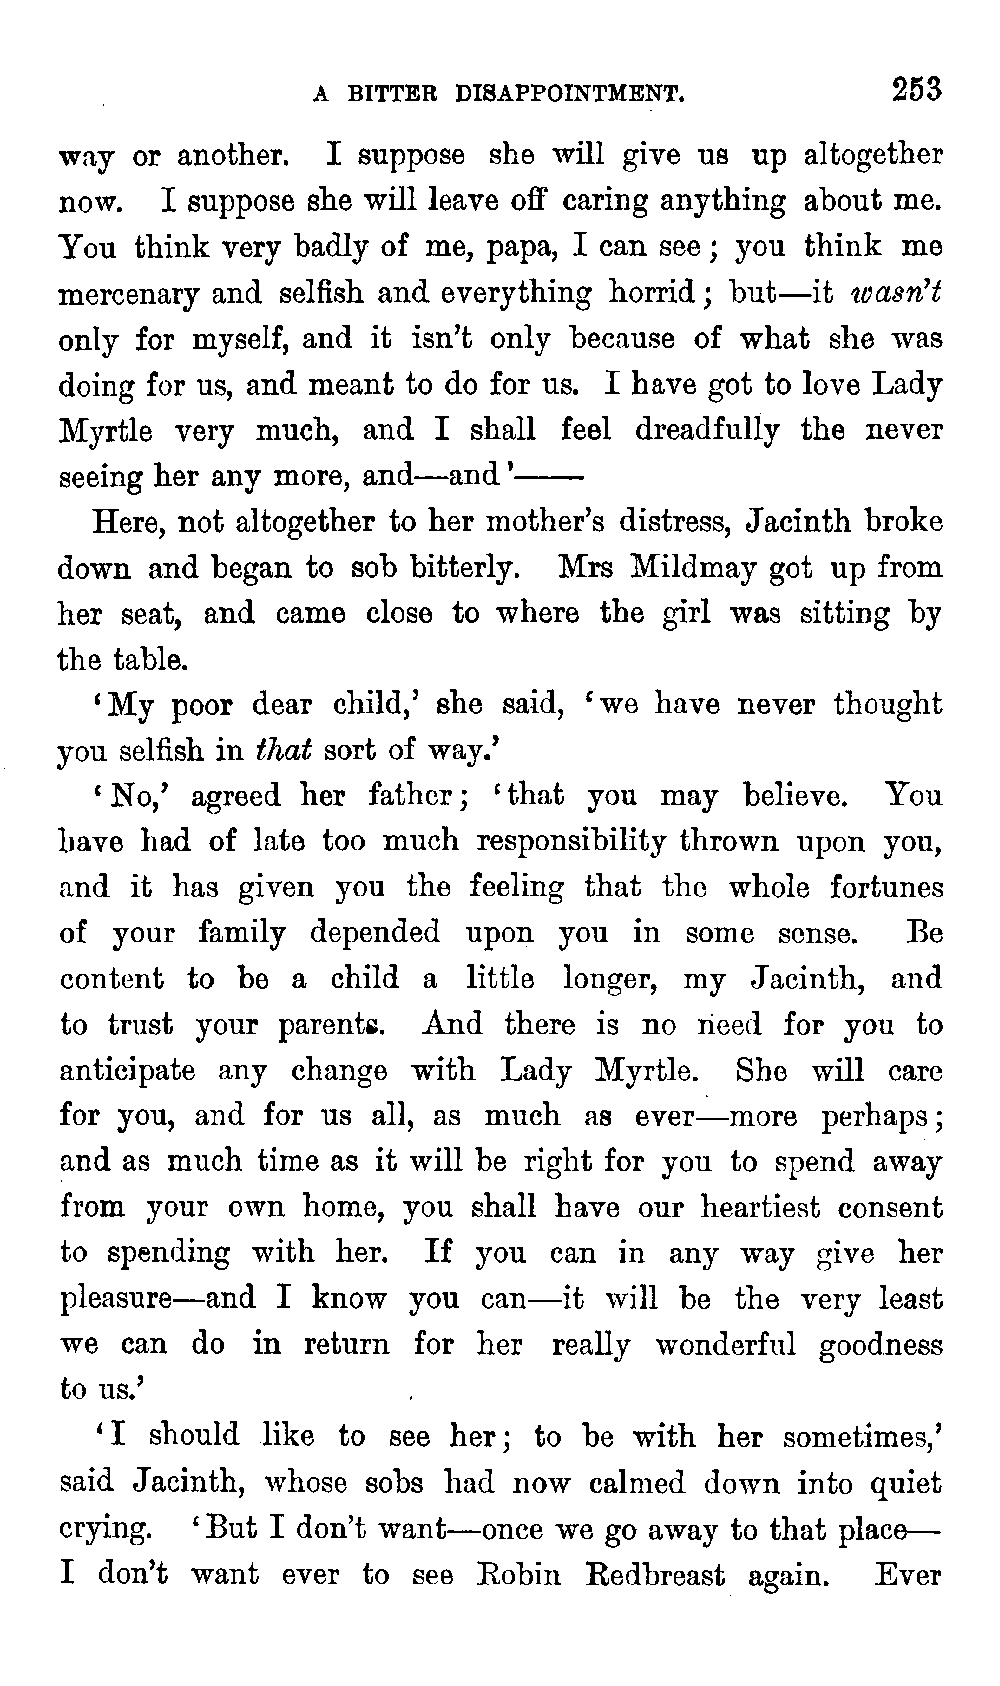 A BITTER DISAPPOINTMENT. 253
way or another. I suppose she will give us up altogether
now. I suppose she will leave off caring anything about me.
You think very badly of me, papa, I can see; you think me
mercenary and selfish and everything horrid; but—it wasn't
only for myself, and it isn't only because of what she was
doing for us, and meant to do for us. I have got to love Lady
Myrtle very much, and I shall feel dreadfully the never
seeing her any more, and—and'——
Here, not altogether to her mother's distress, Jacinth broke
down and began to sob bitterly. Mrs Mildmay got up from
her seat, and came close to where the girl was sitting by
the table.
'My poor dear child,' she said, 'we have never thought
you selfish in that sort of way.'
'No,' agreed her father; 'that you may believe. You
have had of late too much responsibility thrown upon you,
and it has given you the feeling that the whole fortunes
of your family depended upon you in some sense. Be
content to be a child a little longer, my Jacinth, and
to trust your parents. And there is no need for you to
anticipate any change with Lady Myrtle. She will care
for you, and for us all, as much as ever—more perhaps;
and as much time as it will be right for you to spend away
from your own home, you shall have our heartiest consent
to spending with her. If you can in any way give her
pleasure—and I know you can—it will be the very least
we can do in return for her really wonderful goodness
to us.'
'I should like to see her; to be with her sometimes,'
said Jacinth, whose sobs had now calmed down into quiet
crying. 'But I don't want—once we go away to that place—
I don't want ever to see Robin Redbreast again. Ever